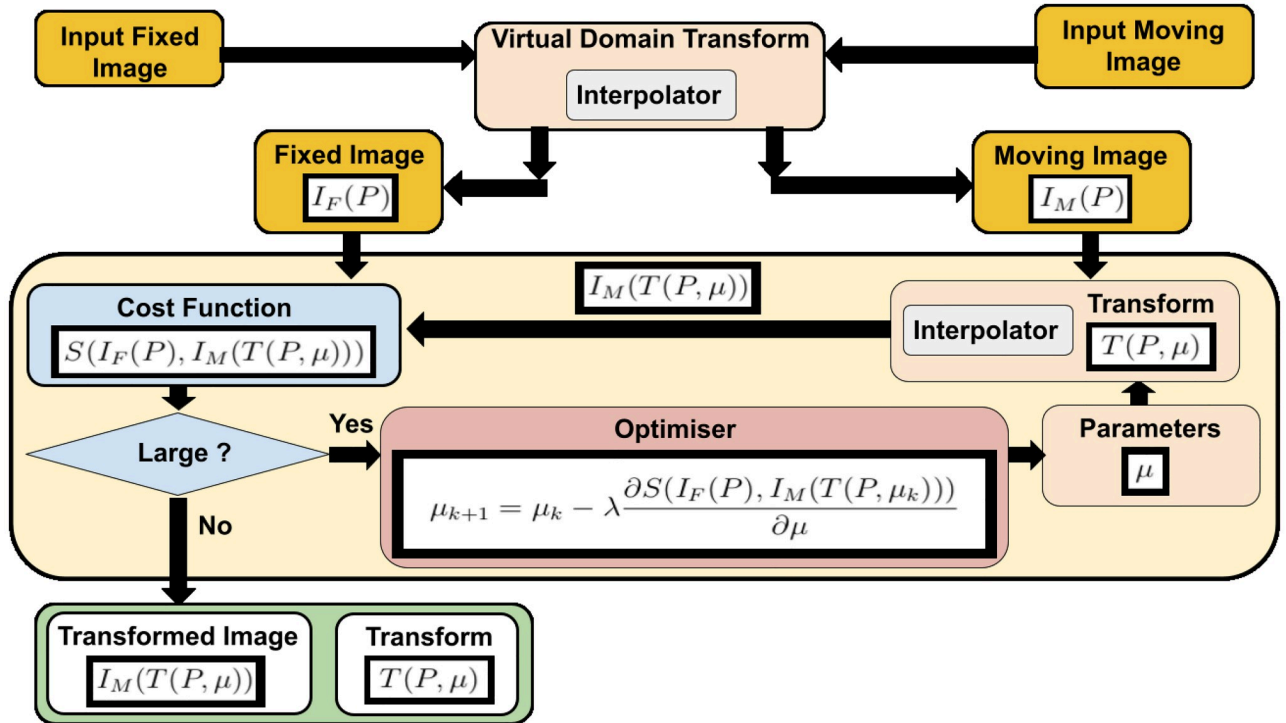 Input Fixed
Image
Virtual Domain Transform
Interpolator
Input Moving
Image
Fixed Image
I_F(P)
Moving Image
I_M(P)
I_M(T(P, μ))
Cost Function
S(I_F(P), I_M(T(P, μ)))
Interpolator
Transform
T(P, μ)
Large ?
Yes
No
Optimiser
μ_{k+1} = μ_k − λ ∂S(I_F(P), I_M(T(P, μ_k))) / ∂μ
Parameters
μ
Transformed Image
I_M(T(P, μ))
Transform
T(P, μ)